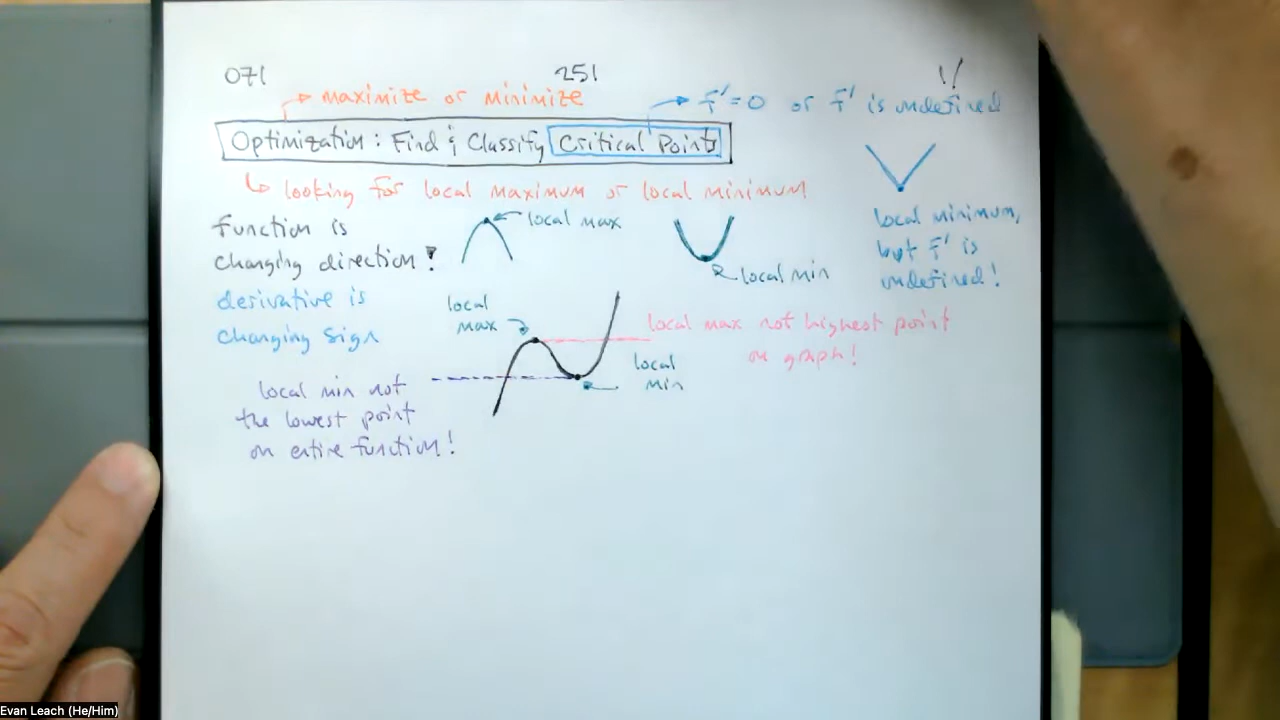 071 251 1/
maximize or minimize
f'=0 or f' is undefined
Optimization: Find & Classify Critical Points
looking for local maximum or local minimum
function is
changing direction!
local max
local min
local minimum,
but f' is
undefined!
derivative is
changing sign
local
max
local max not highest point
on graph!
local
min
local min not
the lowest point
on entire function!
Evan Leach (He/Him)